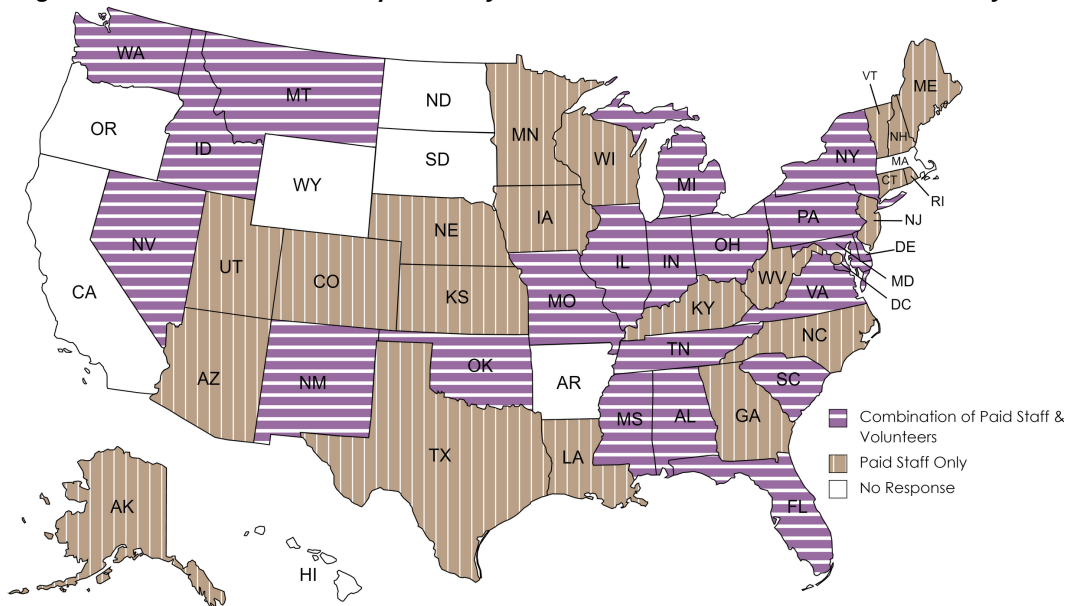 WA
MT
ND
MN
VT
ME
OR
ID
SD
WI
NH
NY
MA
WY
MI
CT
RI
IA
PA
NE
NJ
NV
OH
DE
UT
IL
IN
CO
WV
MD
CA
KS
MO
VA
DC
KY
NC
TN
OK
AZ
NM
AR
SC
MS
AL
GA
Combination of Paid Staff &
Volunteers
TX
LA
Paid Staff Only
No Response
AK
FL
HI